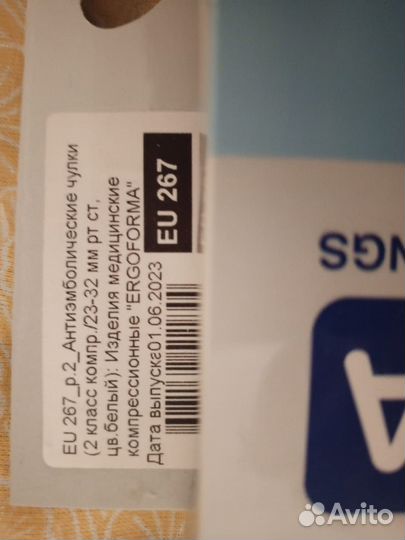 EU 267_р.2_Антиэмболические чулки
(2 класс компр./23-32 мм рт ст,
цв.белый): Изделия медицинские
компрессионные "ERGOFORMA"
Дата выпуска01.06.2023
EU 267
NGS
A
Avito